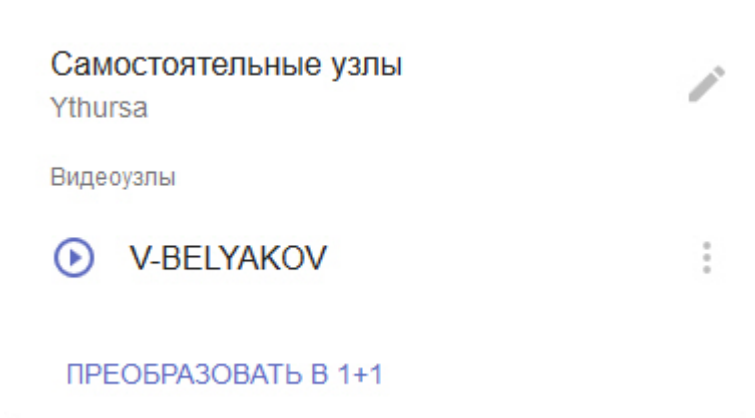 Самостоятельные узлы
Ythursa
Видеоузлы
V-BELYAKOV
ПРЕОБРАЗОВАТЬ В 1+1